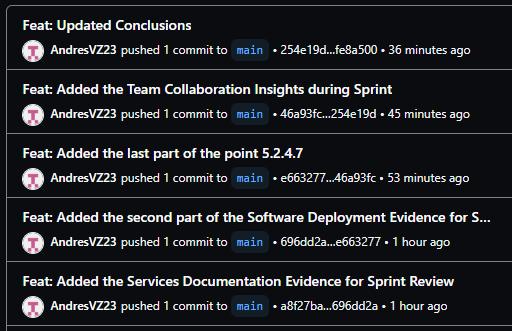 Feat: Updated Conclusions
AndresVZ23 pushed 1 commit to main • 254e19d...fe8a500 • 36 minutes ago
Feat: Added the Team Collaboration Insights during Sprint
AndresVZ23 pushed 1 commit to main • 46a93fc...254e19d • 45 minutes ago
Feat: Added the last part of the point 5.2.4.7
AndresVZ23 pushed 1 commit to main • e663277...46a93fc • 53 minutes ago
Feat: Added the second part of the Software Deployment Evidence for S...
AndresVZ23 pushed 1 commit to main • 696dd2a...e663277 • 1 hour ago
Feat: Added the Services Documentation Evidence for Sprint Review
AndresVZ23 pushed 1 commit to main • a8f27ba...696dd2a • 1 hour ago